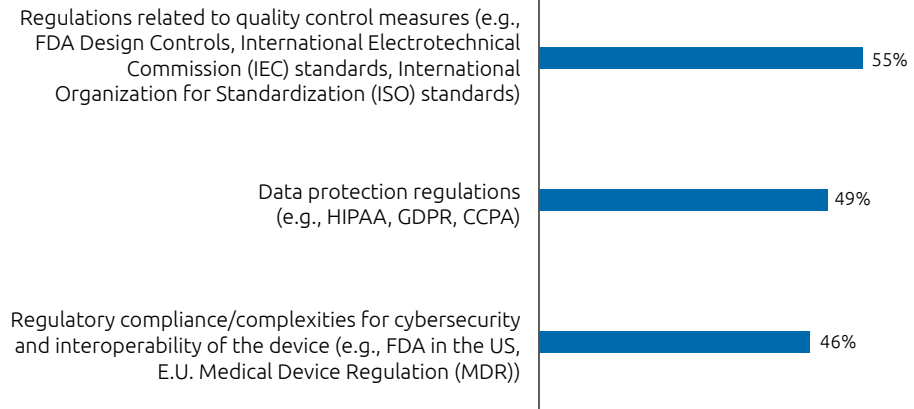 Regulations related to quality control measures (e.g.,
FDA Design Controls, International Electrotechnical
Commission (IEC) standards, International
Organization for Standardization (ISO) standards)
55%
Data protection regulations
(e.g., HIPAA, GDPR, CCPA)
49%
Regulatory compliance/complexities for cybersecurity
and interoperability of the device (e.g., FDA in the US,
E.U. Medical Device Regulation (MDR))
46%